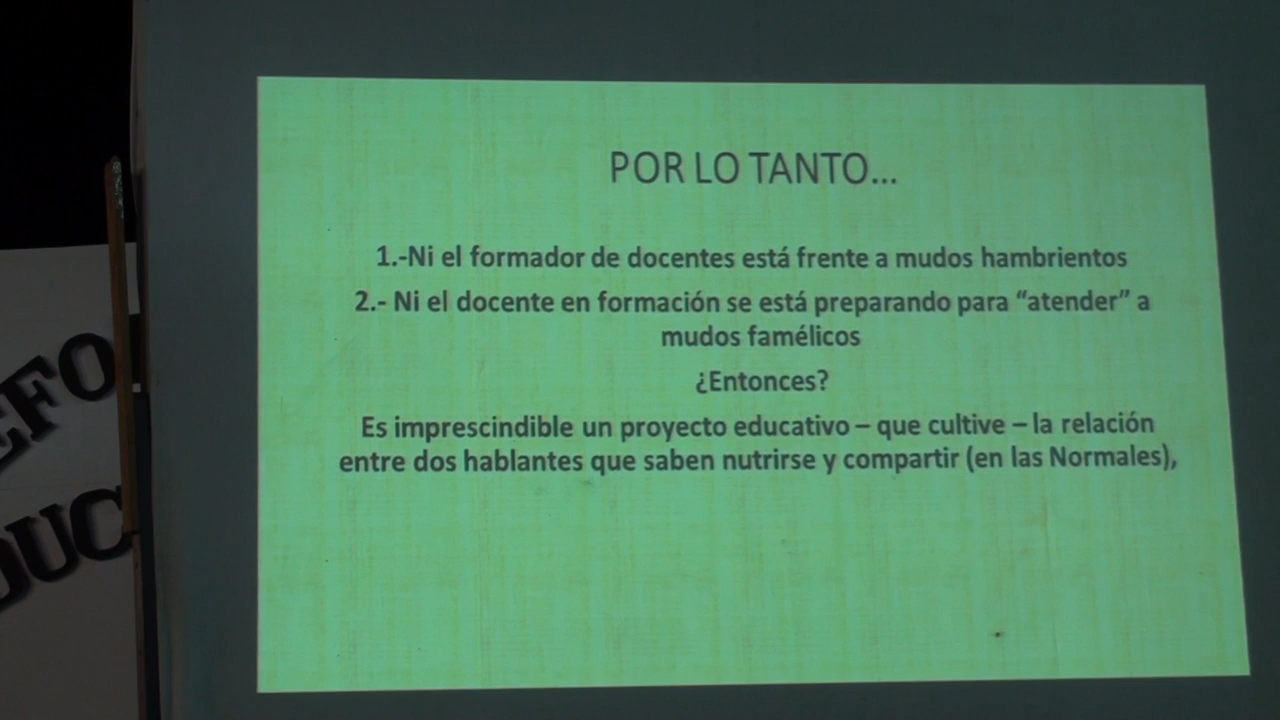 POR LO TANTO...
1.-Ni el formador de docentes está frente a mudos hambrientos
2.- Ni el docente en formación se está preparando para “atender” a
mudos famélicos
¿Entonces?
Es imprescindible un proyecto educativo – que cultive – la relación
entre dos hablantes que saben nutrirse y compartir (en las Normales),
EFO
DUC